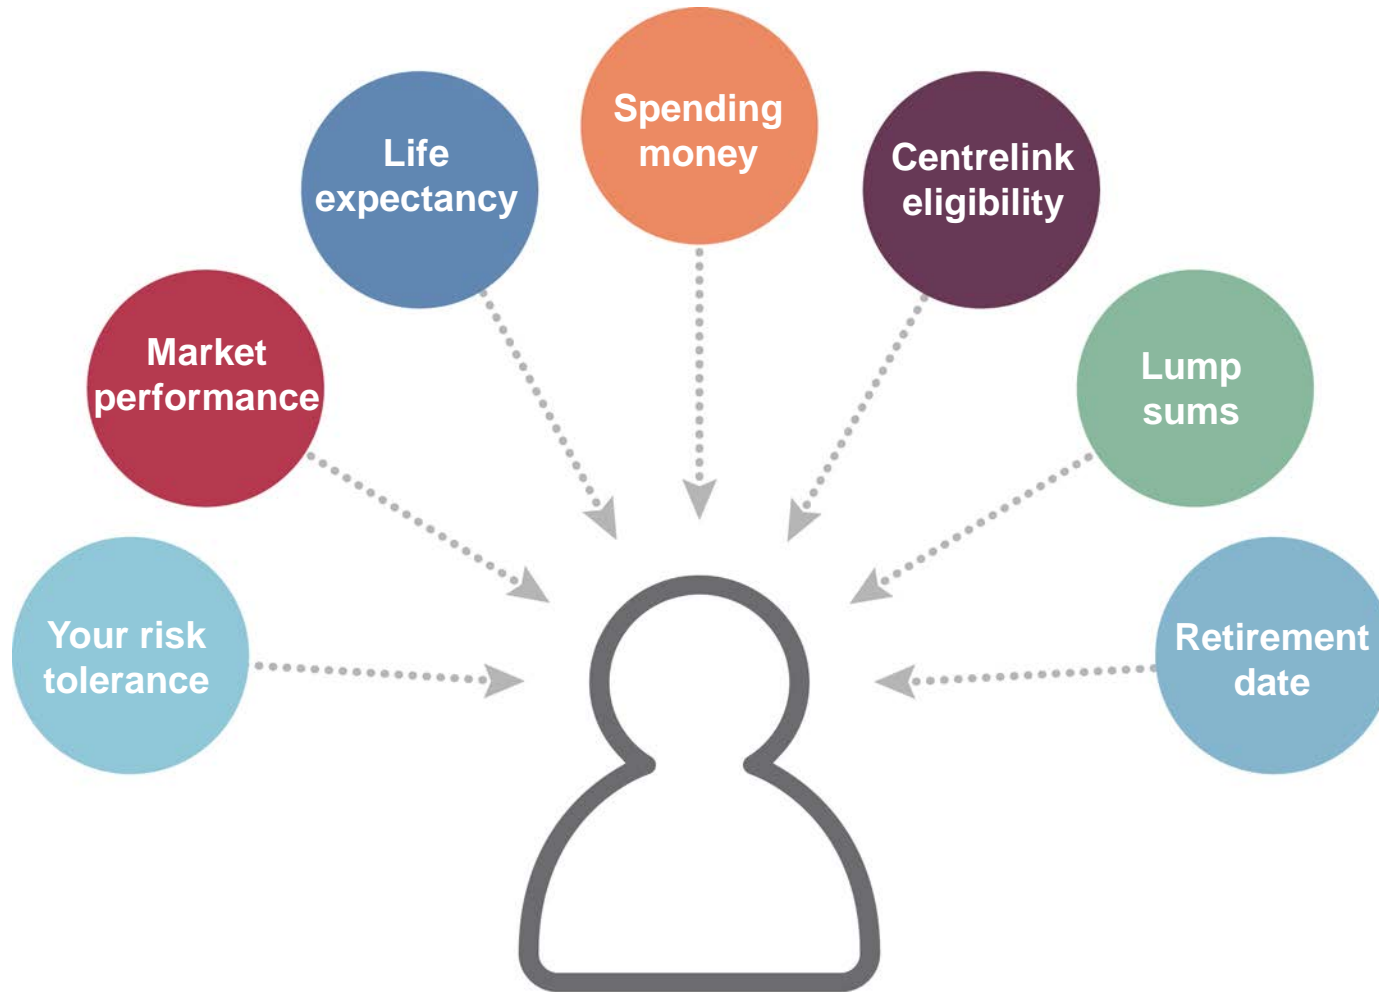 Spending
money
Life
expectancy
Centrelink
eligibility
Market
performance
Lump
sums
Your risk
tolerance
Retirement
date